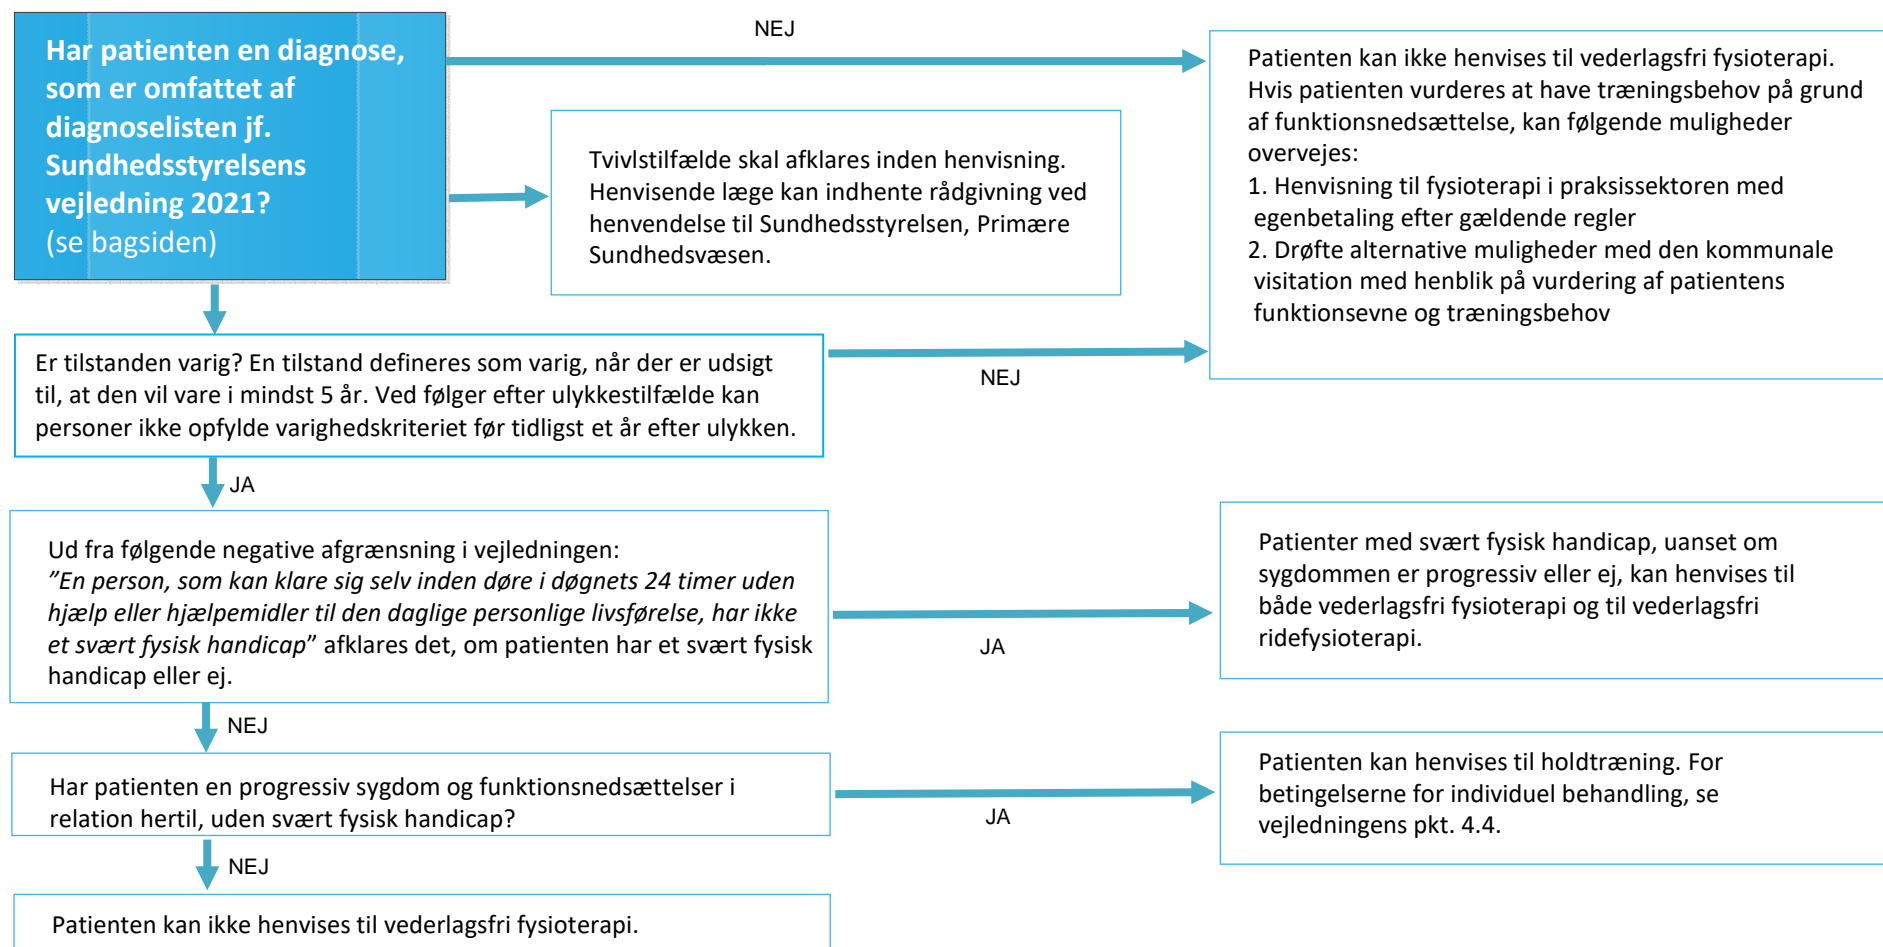 Har patienten en diagnose,
som er omfattet af
diagnoselisten jf.
Sundhedsstyrelsens
vejledning 2021?
(se bagsiden)
NEJ
Patienten kan ikke henvises til vederlagsfri fysioterapi.
Hvis patienten vurderes at have træningsbehov på grund
af funktionsnedsættelse, kan følgende muligheder
overvejes:
1. Henvisning til fysioterapi i praksissektoren med
egenbetaling efter gældende regler
2. Drøfte alternative muligheder med den kommunale
visitation med henblik på vurdering af patientens
funktionsevne og træningsbehov
Tvivlstilfælde skal afklares inden henvisning.
Henvisende læge kan indhente rådgivning ved
henvendelse til Sundhedsstyrelsen, Primære
Sundhedsvæsen.
Er tilstanden varig? En tilstand defineres som varig, når der er udsigt
til, at den vil vare i mindst 5 år. Ved følger efter ulykkestilfælde kan
personer ikke opfylde varighedskriteriet før tidligst et år efter ulykken.
NEJ
JA
Ud fra følgende negative afgrænsning i vejledningen:
”En person, som kan klare sig selv inden døre i døgnets 24 timer uden
hjælp eller hjælpemidler til den daglige personlige livsførelse, har ikke
et svært fysisk handicap” afklares det, om patienten har et svært fysisk
handicap eller ej.
JA
Patienter med svært fysisk handicap, uanset om
sygdommen er progressiv eller ej, kan henvises til
både vederlagsfri fysioterapi og til vederlagsfri
ridefysioterapi.
NEJ
Har patienten en progressiv sygdom og funktionsnedsættelser i
relation hertil, uden svært fysisk handicap?
JA
Patienten kan henvises til holdtræning. For
betingelserne for individuel behandling, se
vejledningens pkt. 4.4.
NEJ
Patienten kan ikke henvises til vederlagsfri fysioterapi.